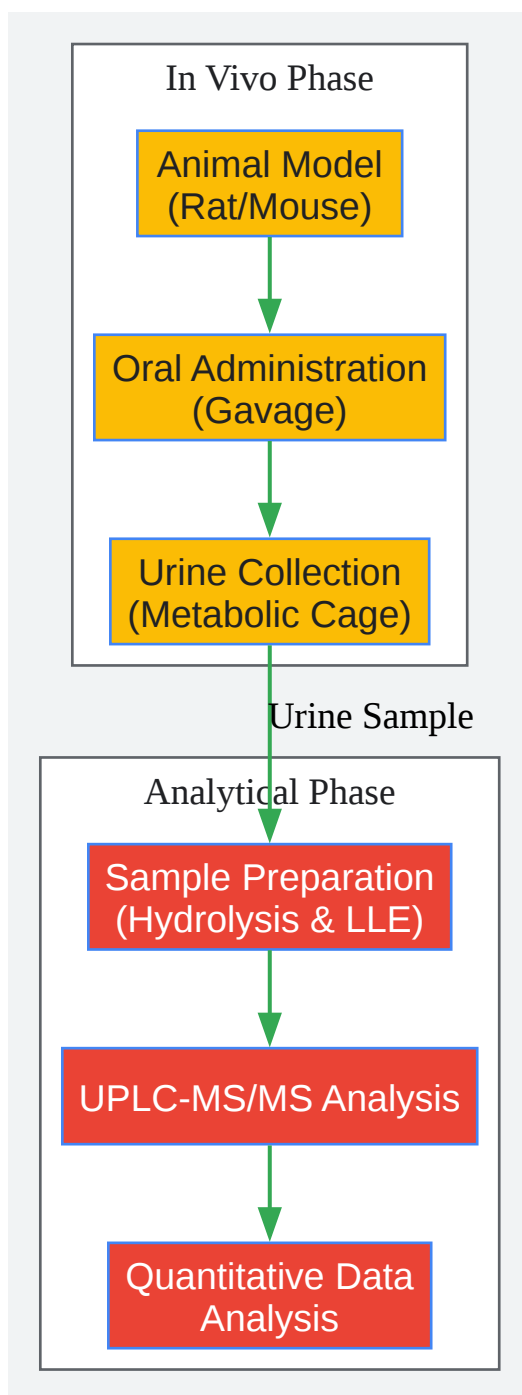 In Vivo Phase
Animal Model
(Rat/Mouse)
Oral Administration
(Gavage)
Urine Collection
(Metabolic Cage)
Urine Sample
Analytical Phase
Sample Preparation
(Hydrolysis & LLE)
UPLC-MS/MS Analysis
Quantitative Data
Analysis